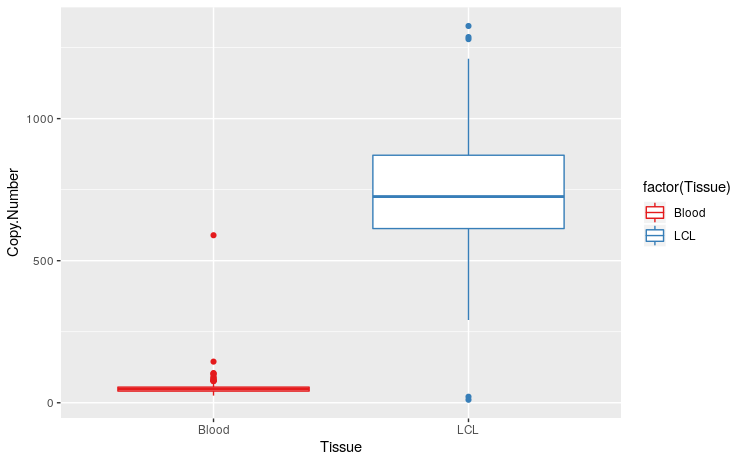 Copy.Number
1000
500
0
Blood
LCL
Tissue
factor(Tissue)
Blood
LCL